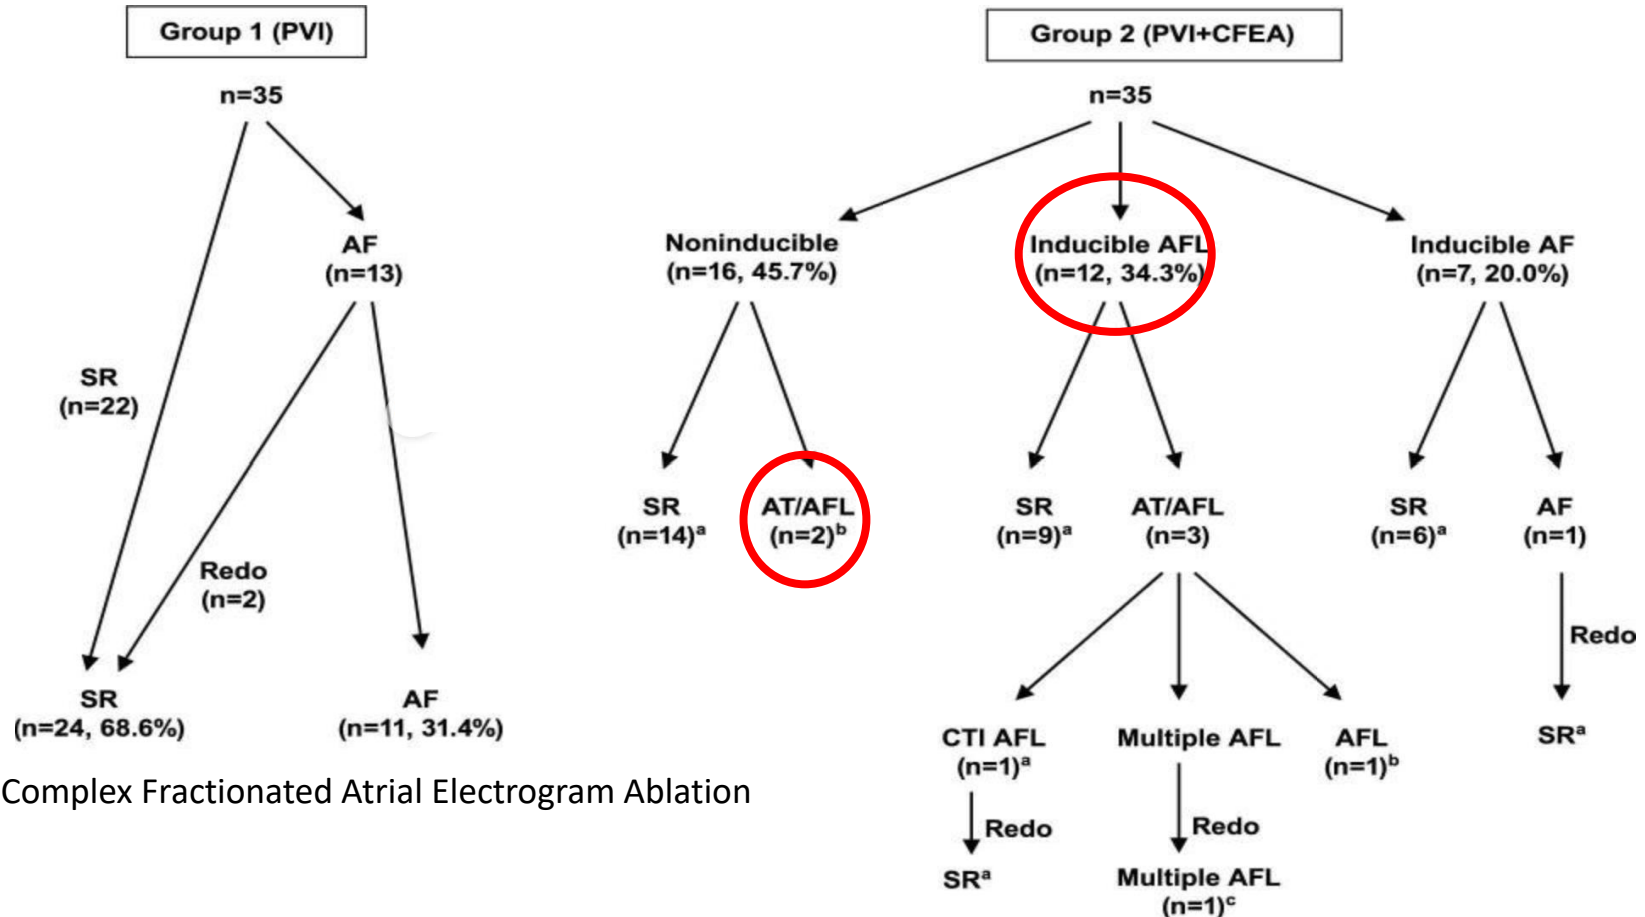 Group 1 (PVI)
n=35
AF
(n=13)
SR
(n=22)
Redo
(n=2)
SR
(n=24, 68.6%)
AF
(n=11, 31.4%)
Complex Fractionated Atrial Electrogram Ablation
Group 2 (PVI+CFEA)
n=35
Noninducible
(n=16, 45.7%)
Inducible AFL
(n=12, 34.3%)
Inducible AF
(n=7, 20.0%)
SR
(n=14)ᵃ
AT/AFL
(n=2)ᵇ
SR
(n=9)ᵃ
AT/AFL
(n=3)
SR
(n=6)ᵃ
AF
(n=1)
Redo
SRᵃ
CTI AFL
(n=1)ᵃ
Multiple AFL
AFL
(n=1)ᵇ
Redo
SRᵃ
Redo
Multiple AFL
(n=1)ᶜ